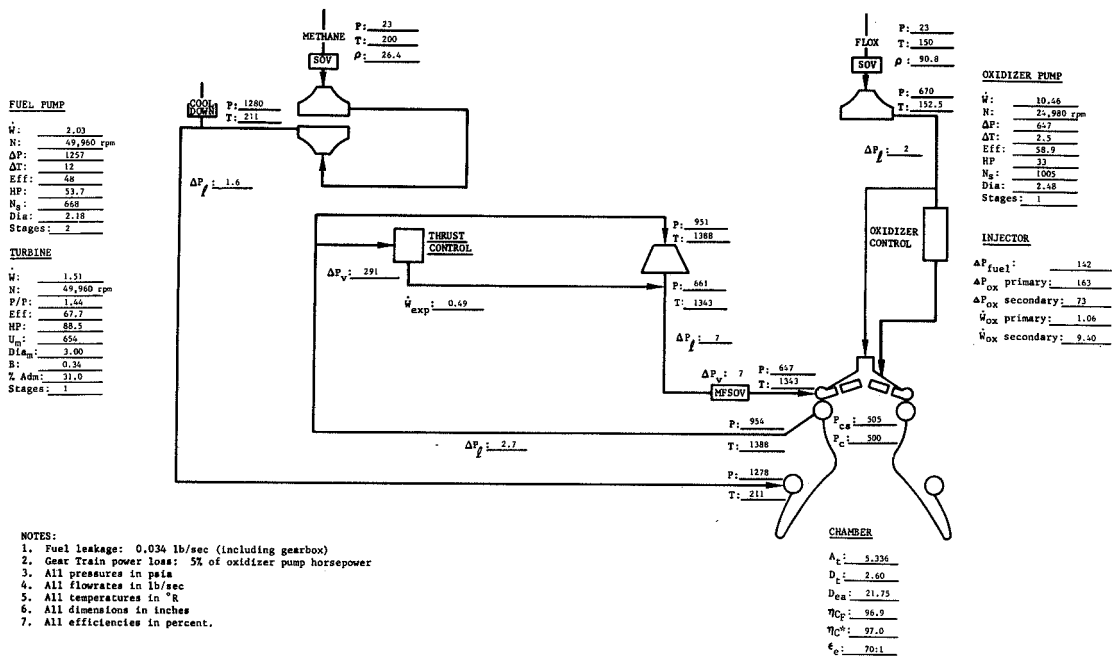 METHANE
P: 23
T: 200
ρ: 26.4
SOV
COOL DOWN
P: 1280
T: 211
ΔPℓ: 1.6
FLOX
P: 23
T: 150
ρ: 90.8
SOV
P: 670
T: 152.5
ΔPℓ: 2
OXIDIZER CONTROL
FUEL PUMP
Ẇ: 2.03
N: 49,960 rpm
ΔP: 1257
ΔT: 12
Eff: 48
HP: 53.7
Ns: 668
Dia: 2.18
Stages: 2
TURBINE
Ẇ: 1.51
N: 49,960 rpm
P/P: 1.44
Eff: 67.7
HP: 88.5
Um: 654
Diam: 3.00
B: 0.34
% Adm: 31.0
Stages: 1
THRUST CONTROL
ΔPv: 291
Ẇexp: 0.49
P: 951
T: 1388
P: 661
T: 1343
ΔPℓ: 7
ΔPv: 7
MFSOV
P: 647
T: 1343
P: 954
T: 1388
ΔPℓ: 2.7
Pcs: 505
Pc: 500
P: 1278
T: 211
OXIDIZER PUMP
Ẇ: 10.46
N: 24,980 rpm
ΔP: 647
ΔT: 2.5
Eff: 58.9
HP 33
Ns: 1005
Dia: 2.48
Stages: 1
INJECTOR
ΔPfuel: 142
ΔPox primary: 163
ΔPox secondary: 73
Ẇox primary: 1.06
Ẇox secondary: 9.40
CHAMBER
At: 5.336
Dt: 2.60
Dea: 21.75
ηCF: 96.9
ηC*: 97.0
εe: 70:1
NOTES:
1. Fuel leakage: 0.034 lb/sec (including gearbox)
2. Gear Train power loss: 5% of oxidizer pump horsepower
3. All pressures in psia
4. All flowrates in lb/sec
5. All temperatures in °R
6. All dimensions in inches
7. All efficiencies in percent.